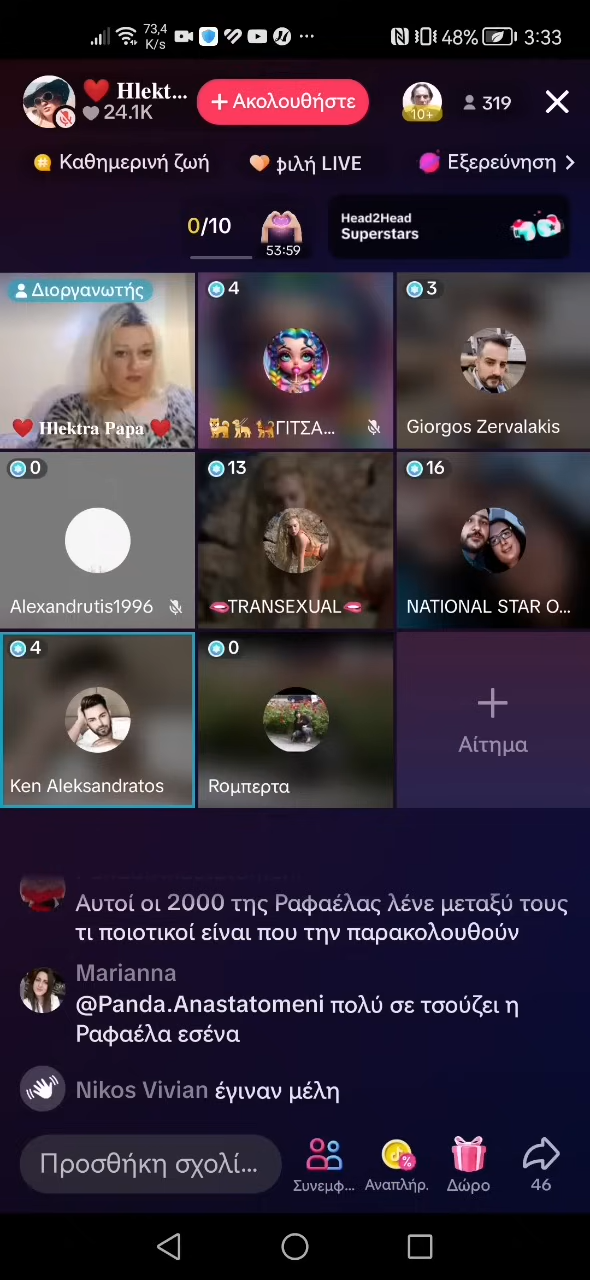 73,4
K/s
48%
3:33
❤️ Hlekt...
24.1K
+ Ακολουθήστε
10+
319
Καθημερινή ζωή
φιλή LIVE
Εξερεύνηση >
0/10
53:59
Head2Head
Superstars
Διοργανωτής
❤️ Hlektra Papa ❤️
4
🐕🐆🐈ΓΙΤΣΑ...
3
Giorgos Zervalakis
0
Alexandrutis1996
13
👄TRANSEXUAL👄
16
NATIONAL STAR O...
4
Ken Aleksandratos
0
Rομπερτα
+
Αίτημα
Αυτοί οι 2000 της Ραφαέλας λένε μεταξύ τους
τι ποιοτικοί είναι που την παρακολουθούν
Marianna
@Panda.Anastatomeni πολύ σε τσούζει η
Ραφαέλα εσένα
Nikos Vivian έγιναν μέλη
Προσθήκη σχολί...
Συνεμφ...
Αναπλήρ.
Δώρο
46